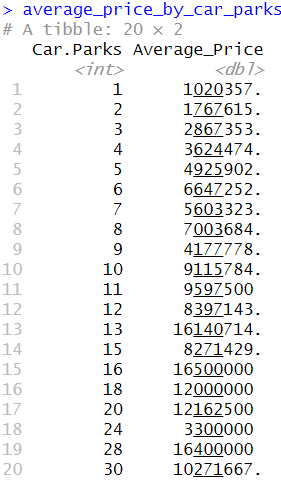 > average_price_by_car_parks
# A tibble: 20 × 2
Car.Parks Average_Price
<int> <dbl>
1 1 1020357.
2 2 1767615.
3 3 2867353.
4 4 3624474.
5 5 4925902.
6 6 6647252.
7 7 5603323.
8 8 7003684.
9 9 4177778.
10 10 9115784.
11 11 9597500
12 12 8397143.
13 13 16140714.
14 15 8271429.
15 16 16500000
16 18 12000000
17 20 12162500
18 24 3300000
19 28 16400000
20 30 10271667.